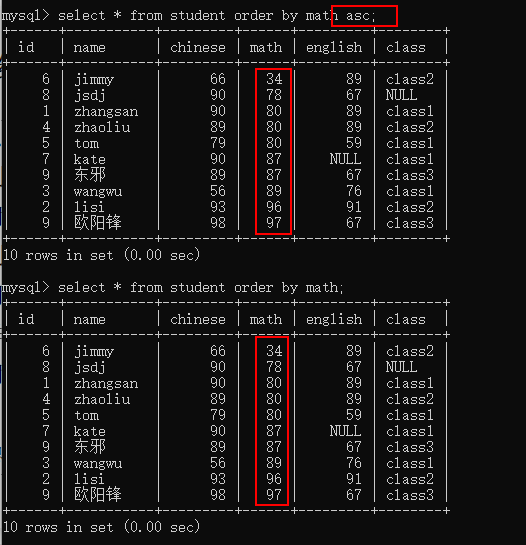 mysql> select * from student order by math asc;
+------+-----------+---------+------+---------+--------+
| id | name | chinese | math | english | class |
+------+-----------+---------+------+---------+--------+
| 6 | jimmy | 66 | 34 | 89 | class2 |
| 8 | jsdj | 90 | 78 | 67 | NULL |
| 1 | zhangsan | 90 | 80 | 89 | class1 |
| 4 | zhaoliu | 89 | 80 | 89 | class2 |
| 5 | tom | 79 | 80 | 59 | class1 |
| 7 | kate | 90 | 87 | NULL | class1 |
| 9 | 东邪 | 89 | 87 | 67 | class3 |
| 3 | wangwu | 56 | 89 | 76 | class1 |
| 2 | lisi | 93 | 96 | 91 | class2 |
| 9 | 欧阳锋 | 98 | 97 | 67 | class3 |
+------+-----------+---------+------+---------+--------+
10 rows in set (0.00 sec)
mysql> select * from student order by math;
+------+-----------+---------+------+---------+--------+
| id | name | chinese | math | english | class |
+------+-----------+---------+------+---------+--------+
| 6 | jimmy | 66 | 34 | 89 | class2 |
| 8 | jsdj | 90 | 78 | 67 | NULL |
| 1 | zhangsan | 90 | 80 | 89 | class1 |
| 4 | zhaoliu | 89 | 80 | 89 | class2 |
| 5 | tom | 79 | 80 | 59 | class1 |
| 7 | kate | 90 | 87 | NULL | class1 |
| 9 | 东邪 | 89 | 87 | 67 | class3 |
| 3 | wangwu | 56 | 89 | 76 | class1 |
| 2 | lisi | 93 | 96 | 91 | class2 |
| 9 | 欧阳锋 | 98 | 97 | 67 | class3 |
+------+-----------+---------+------+---------+--------+
10 rows in set (0.00 sec)